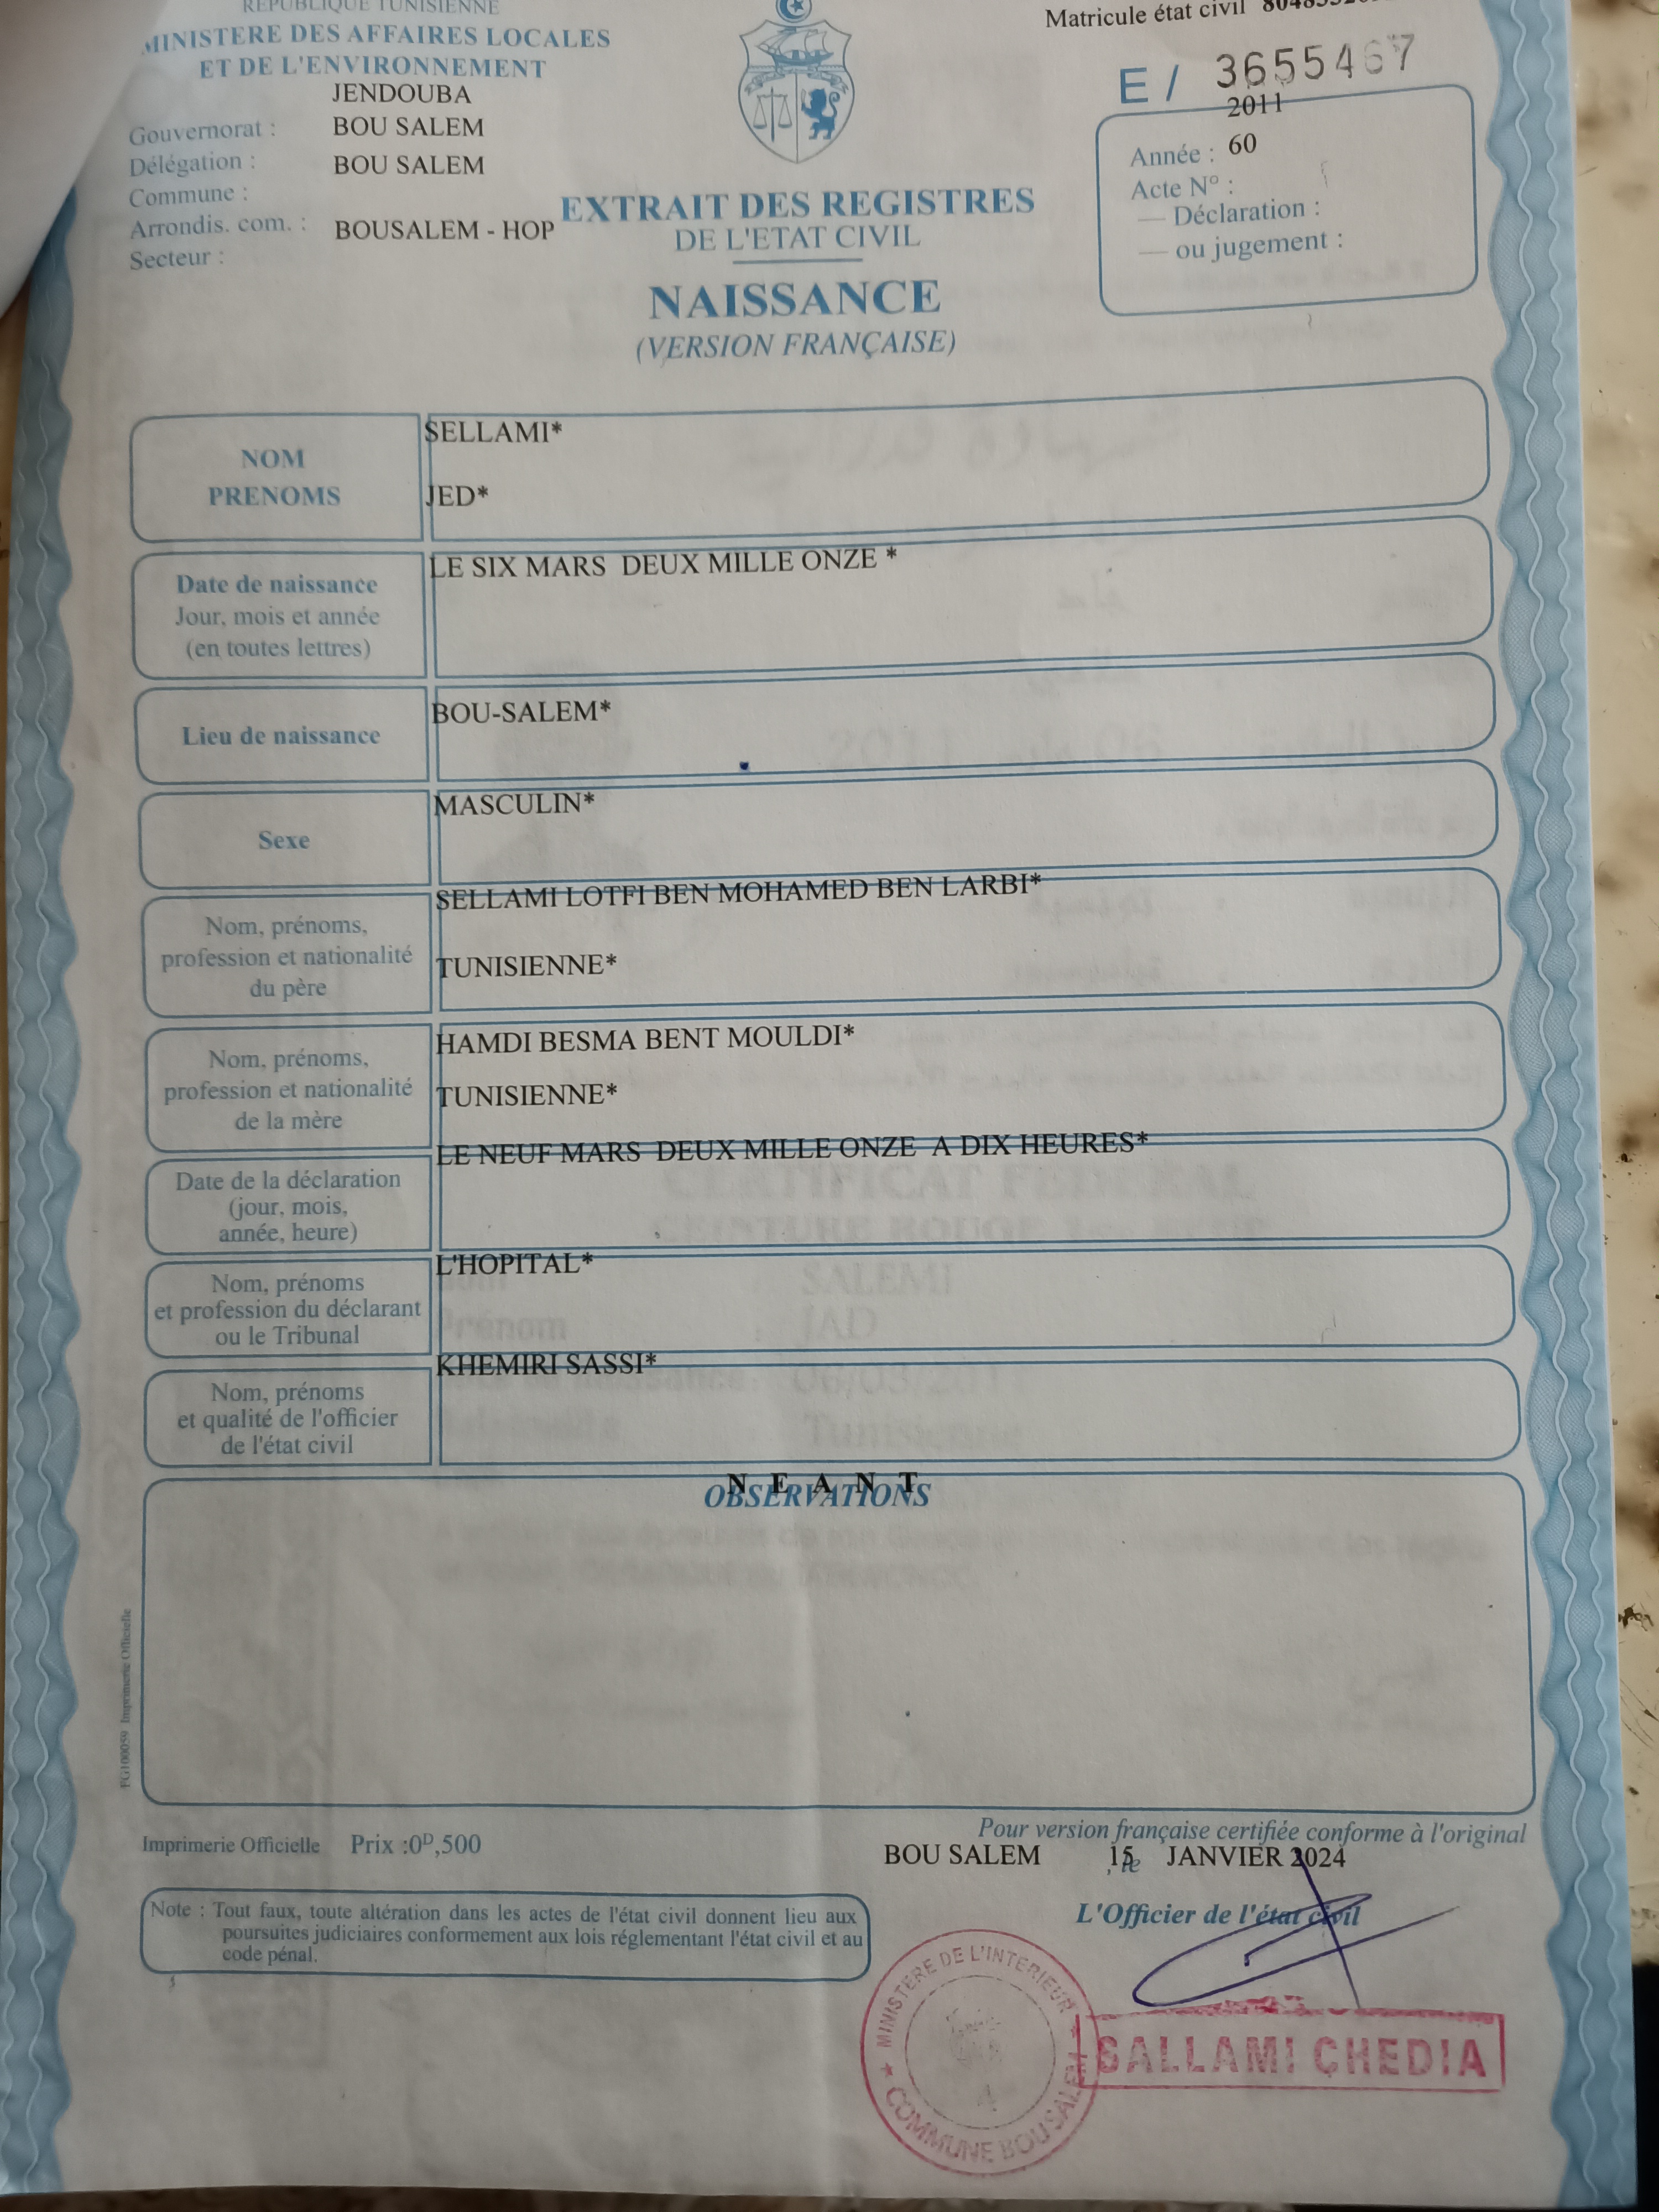 REPUBLIQUE TUNISIENNE
MINISTERE DES AFFAIRES LOCALES
ET DE L'ENVIRONNEMENT
JENDOUBA
Gouvernorat : BOU SALEM
Délégation : BOU SALEM
Commune :
Arrondis. com. : BOUSALEM - HOP
Secteur :
Matricule état civil
E / 3655467
2011
Année : 60
Acte N° :
— Déclaration :
— ou jugement :
EXTRAIT DES REGISTRES
DE L'ETAT CIVIL
NAISSANCE
(VERSION FRANÇAISE)
NOM
PRENOMS
SELLAMI*
JED*
Date de naissance
Jour, mois et année
(en toutes lettres)
LE SIX MARS DEUX MILLE ONZE *
Lieu de naissance
BOU-SALEM*
Sexe
MASCULIN*
Nom, prénoms,
profession et nationalité
du père
SELLAMI LOTFI BEN MOHAMED BEN LARBI*
TUNISIENNE*
Nom, prénoms,
profession et nationalité
de la mère
HAMDI BESMA BENT MOULDI*
TUNISIENNE*
Date de la déclaration
(jour, mois,
année, heure)
LE NEUF MARS DEUX MILLE ONZE A DIX HEURES*
Nom, prénoms
et profession du déclarant
ou le Tribunal
L'HOPITAL*
Nom, prénoms
et qualité de l'officier
de l'état civil
KHEMIRI SASSI*
N E A N T
OBSERVATIONS
FG100059 Imprimerie Officielle
Imprimerie Officielle Prix :0D,500
Pour version française certifiée conforme à l'original
BOU SALEM , le 15 JANVIER 2024
L'Officier de l'état civil
Note : Tout faux, toute altération dans les actes de l'état civil donnent lieu aux
poursuites judiciaires conformement aux lois réglementant l'état civil et au
code pénal.
★ MINISTERE DE L'INTERIEUR ★
COMMUNE BOU SALEM
SALLAMI CHEDIA